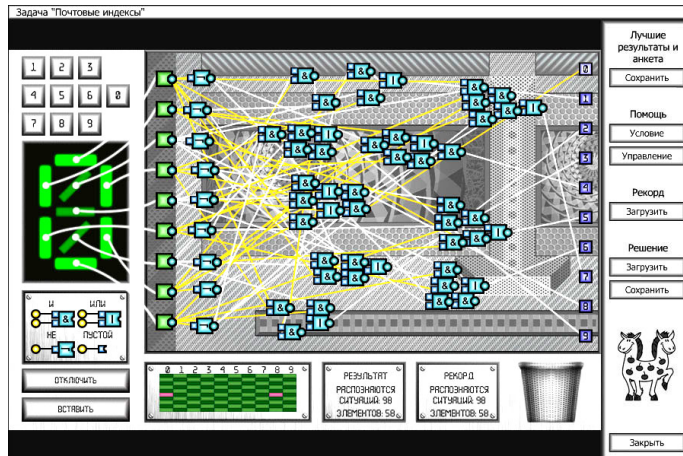 Задача "Почтовые индексы"
1 2 3
4 5 6 0
7 8 9
И ИЛИ
НЕ ПУСТОЙ
ОТКЛЮЧИТЬ
ВСТАВИТЬ
0
1
2
3
4
5
6
7
8
9
0 1 2 3 4 5 6 7 8 9
РЕЗУЛЬТАТ
РАСПОЗНАЮТСЯ
СИТУАЦИЙ: 98
ЭЛЕМЕНТОВ: 58
РЕКОРД
РАСПОЗНАЮТСЯ
СИТУАЦИЙ: 98
ЭЛЕМЕНТОВ: 58
Лучшие
результаты и
анкета
Сохранить
Помощь
Условие
Управление
Рекорд
Загрузить
Решение
Загрузить
Сохранить
Закрыть